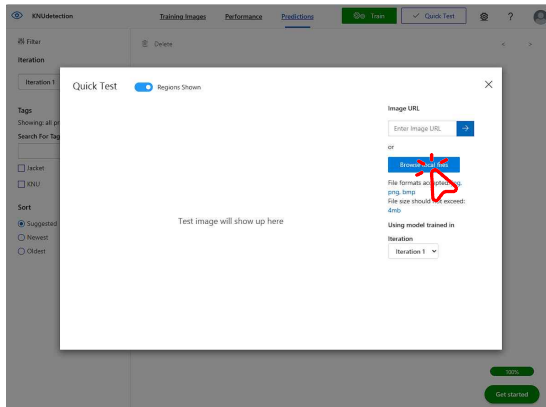 KNUdetection
Training Images
Performance
Predictions
Train
Quick Test
?
Filter
Delete
Iteration
Iteration 1
Quick Test
Regions Shown
Tags
Showing: all pr
Search For Tag
Jacket
KNU
Sort
Suggested
Newest
Oldest
Test image will show up here
Image URL
Enter Image URL
or
Browse local files
File formats accepted:
png, bmp
File size should not exceed:
4mb
Using model trained in
Iteration
Iteration 1
100%
Get started